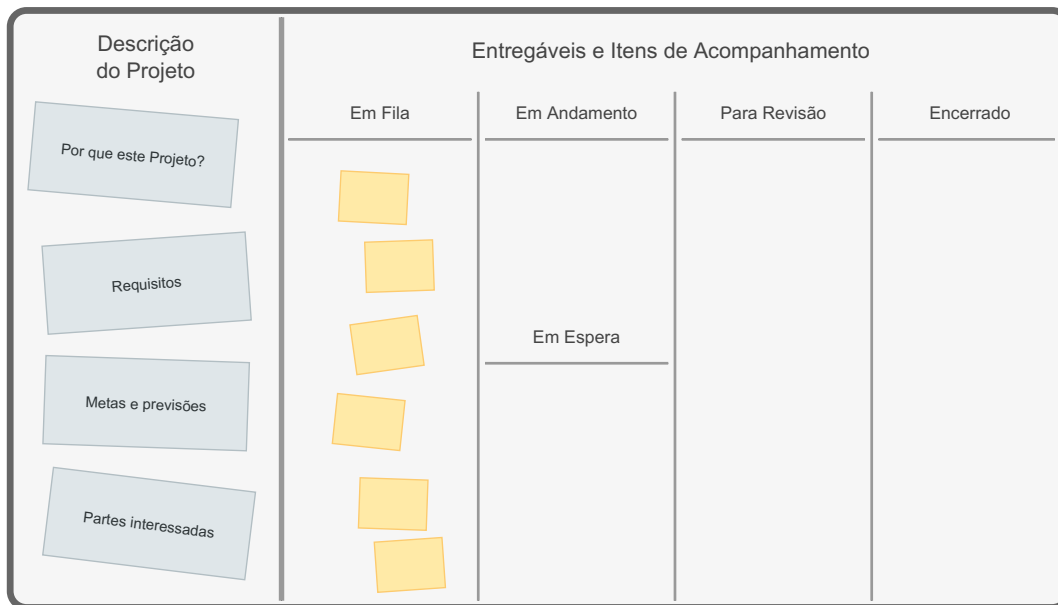 Descrição
do Projeto
Entregáveis e Itens de Acompanhamento
Em Fila
Em Andamento
Para Revisão
Encerrado
Por que este Projeto?
Requisitos
Em Espera
Metas e previsões
Partes interessadas